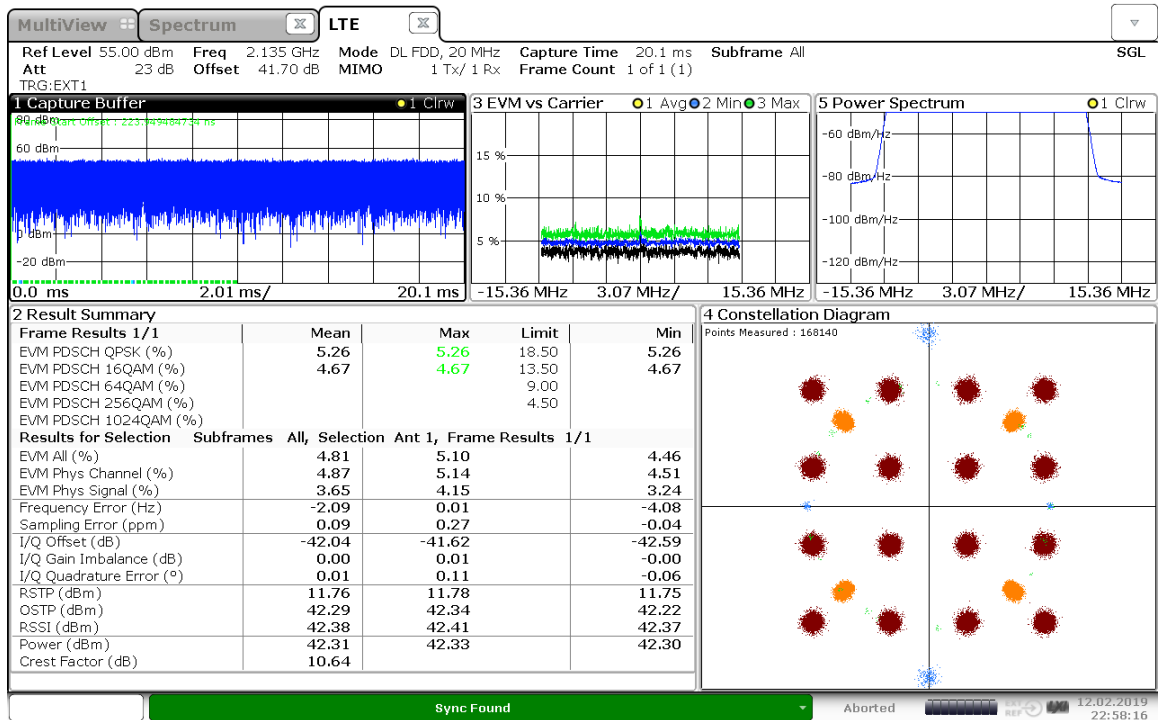 MultiView Spectrum LTE
Ref Level 55.00 dBm Freq 2.135 GHz Mode DL FDD, 20 MHz Capture Time 20.1 ms Subframe All SGL
Att 23 dB Offset 41.70 dB MIMO 1 Tx/ 1 Rx Frame Count 1 of 1 (1)
TRG:EXT1
1 Capture Buffer 1 Clrw
80 dBm
Frame Start Offset : 223.949464734 ns
60 dBm
0 dBm
-20 dBm
0.0 ms 2.01 ms/ 20.1 ms
3 EVM vs Carrier 1 Avg 2 Min 3 Max
15 %
10 %
5 %
-15.36 MHz 3.07 MHz/ 15.36 MHz
5 Power Spectrum 1 Clrw
-60 dBm/Hz
-80 dBm/Hz
-100 dBm/Hz
-120 dBm/Hz
-15.36 MHz 3.07 MHz/ 15.36 MHz
2 Result Summary
Frame Results 1/1 Mean Max Limit Min
EVM PDSCH QPSK (%) 5.26 5.26 18.50 5.26
EVM PDSCH 16QAM (%) 4.67 4.67 13.50 4.67
EVM PDSCH 64QAM (%) 9.00
EVM PDSCH 256QAM (%) 4.50
EVM PDSCH 1024QAM (%)
Results for Selection Subframes All, Selection Ant 1, Frame Results 1/1
EVM All (%) 4.81 5.10 4.46
EVM Phys Channel (%) 4.87 5.14 4.51
EVM Phys Signal (%) 3.65 4.15 3.24
Frequency Error (Hz) -2.09 0.01 -4.08
Sampling Error (ppm) 0.09 0.27 -0.04
I/Q Offset (dB) -42.04 -41.62 -42.59
I/Q Gain Imbalance (dB) 0.00 0.01 -0.00
I/Q Quadrature Error (°) 0.01 0.11 -0.06
RSTP (dBm) 11.76 11.78 11.75
OSTP (dBm) 42.29 42.34 42.22
RSSI (dBm) 42.38 42.41 42.37
Power (dBm) 42.31 42.33 42.30
Crest Factor (dB) 10.64
4 Constellation Diagram
Points Measured : 168140
Sync Found
Aborted
EXT
REF
12.02.2019
22:58:16